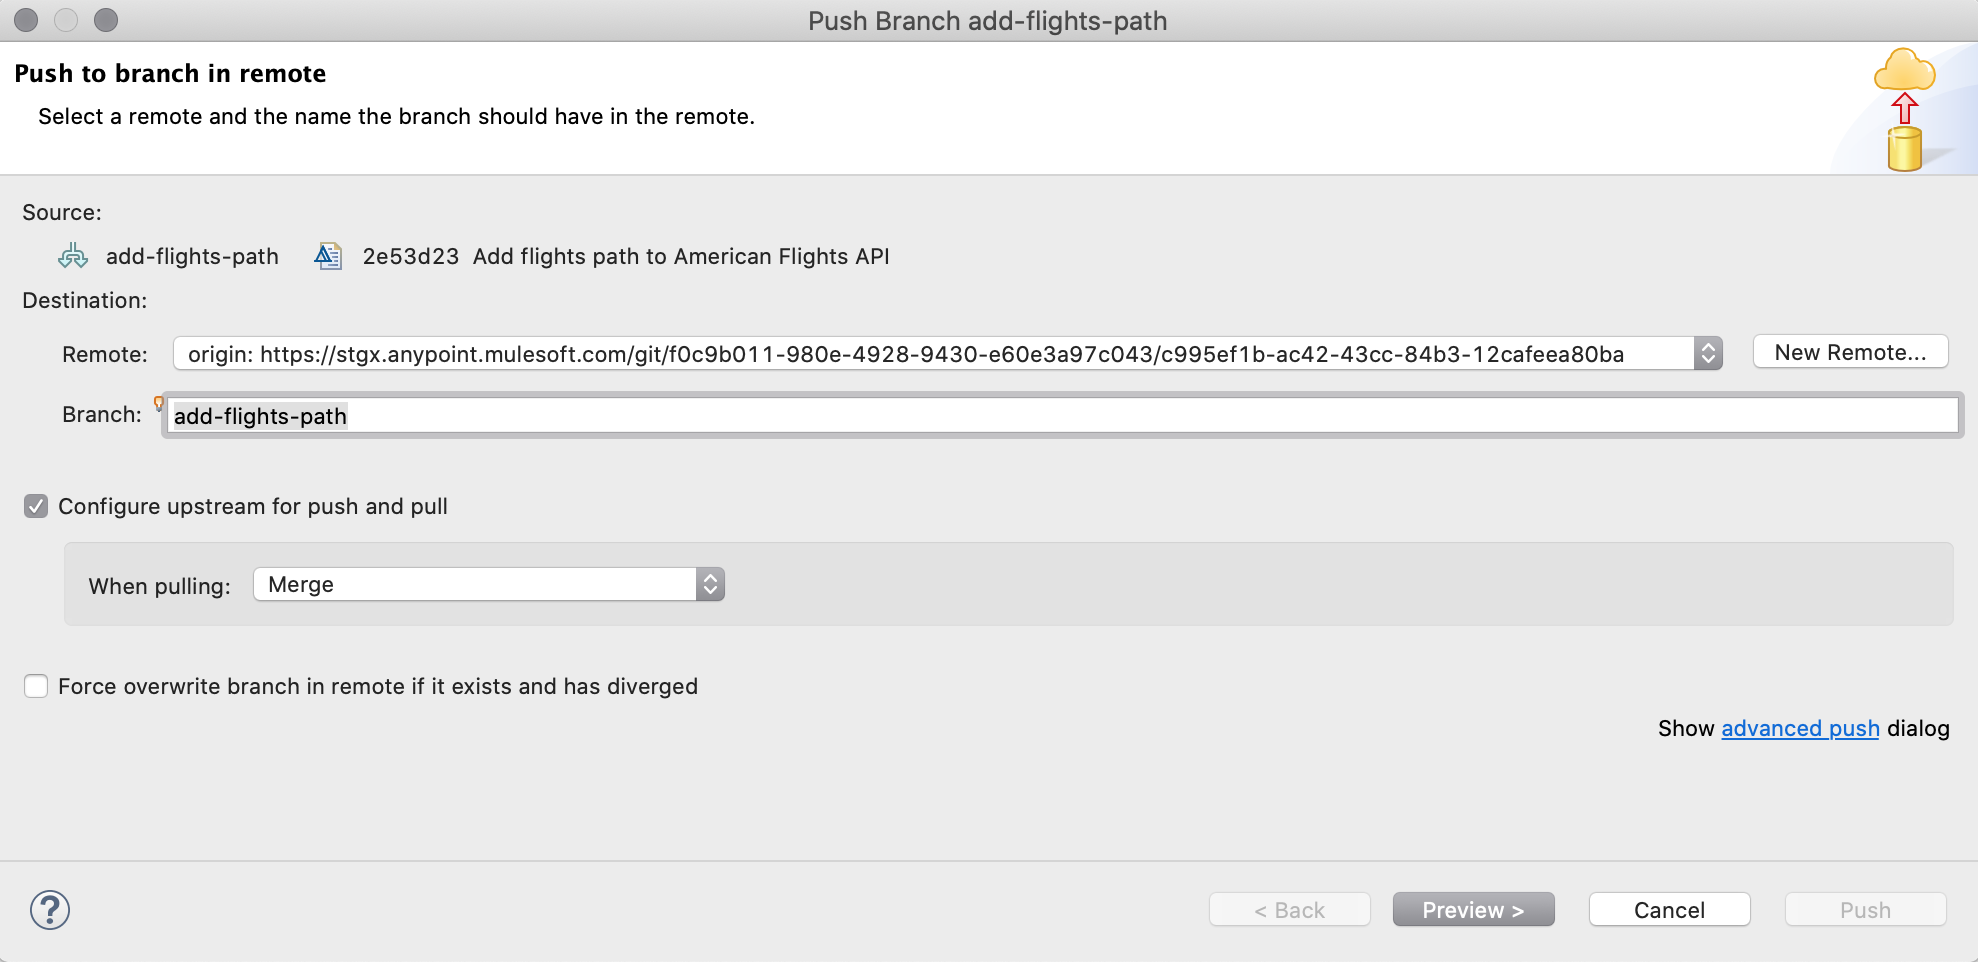 Push Branch add-flights-path
Push to branch in remote
Select a remote and the name the branch should have in the remote.
Source:
add-flights-path 2e53d23 Add flights path to American Flights API
Destination:
Remote: origin: https://stgx.anypoint.mulesoft.com/git/f0c9b011-980e-4928-9430-e60e3a97c043/c995ef1b-ac42-43cc-84b3-12cafeea80ba New Remote...
Branch: add-flights-path
Configure upstream for push and pull
When pulling: Merge
Force overwrite branch in remote if it exists and has diverged
Show advanced push dialog
? < Back Preview > Cancel Push